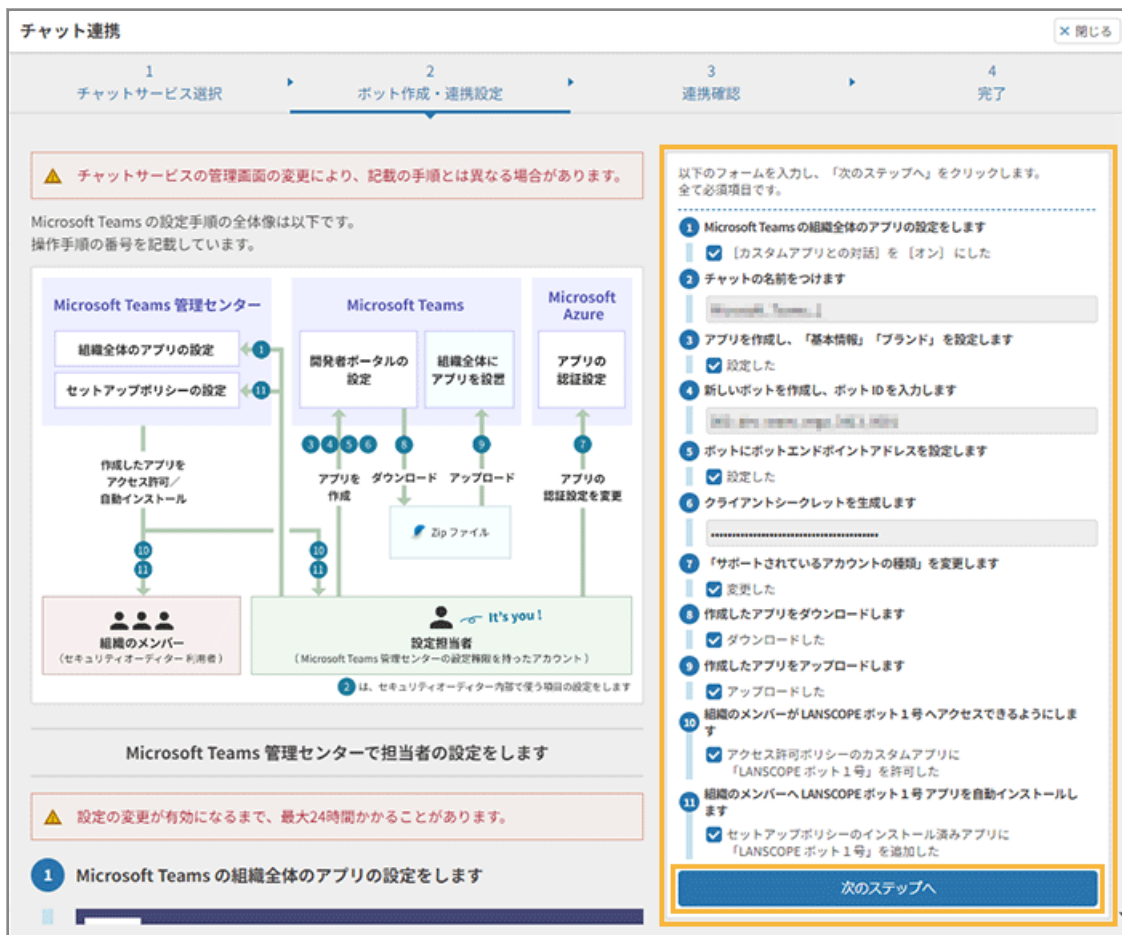 チャット連携
× 閉じる
1
チャットサービス選択
2
ボット作成・連携設定
3
連携確認
4
完了
チャットサービスの管理画面の変更により、記載の手順とは異なる場合があります。
Microsoft Teams の設定手順の全体像は以下です。
操作手順の番号を記載しています。
Microsoft Teams 管理センター
組織全体のアプリの設定
セットアップポリシーの設定
Microsoft Teams
開発者ポータルの
設定
組織全体に
アプリを設置
Microsoft
Azure
アプリの
認証設定
1
11
3 4 5 6
8
9
7
作成したアプリを
アクセス許可／
自動インストール
アプリを
作成
ダウンロード
アップロード
アプリの
認証設定を変更
Zip ファイル
10
11
10
11
組織のメンバー
（セキュリティオーディター 利用者）
It's you !
設定担当者
（Microsoft Teams 管理センターの設定権限を持ったアカウント）
2 は、セキュリティオーディター内部で使う項目の設定をします
Microsoft Teams 管理センターで担当者の設定をします
設定の変更が有効になるまで、最大24時間かかることがあります。
1 Microsoft Teams の組織全体のアプリの設定をします
以下のフォームを入力し、「次のステップへ」をクリックします。
全て必須項目です。
1 Microsoft Teams の組織全体のアプリの設定をします
［カスタムアプリとの対話］を［オン］にした
2 チャットの名前をつけます
3 アプリを作成し、「基本情報」「ブランド」を設定します
設定した
4 新しいボットを作成し、ボット ID を入力します
5 ボットにボットエンドポイントアドレスを設定します
設定した
6 クライアントシークレットを生成します
7 「サポートされているアカウントの種類」を変更します
変更した
8 作成したアプリをダウンロードします
ダウンロードした
9 作成したアプリをアップロードします
アップロードした
10 組織のメンバーが LANSCOPE ボット１号 へアクセスできるようにしま
す
アクセス許可ポリシーのカスタムアプリに
「LANSCOPE ボット１号」を許可した
11 組織のメンバーへ LANSCOPE ボット１号 アプリを自動インストールし
ます
セットアップポリシーのインストール済みアプリに
「LANSCOPE ボット１号」を追加した
次のステップへ